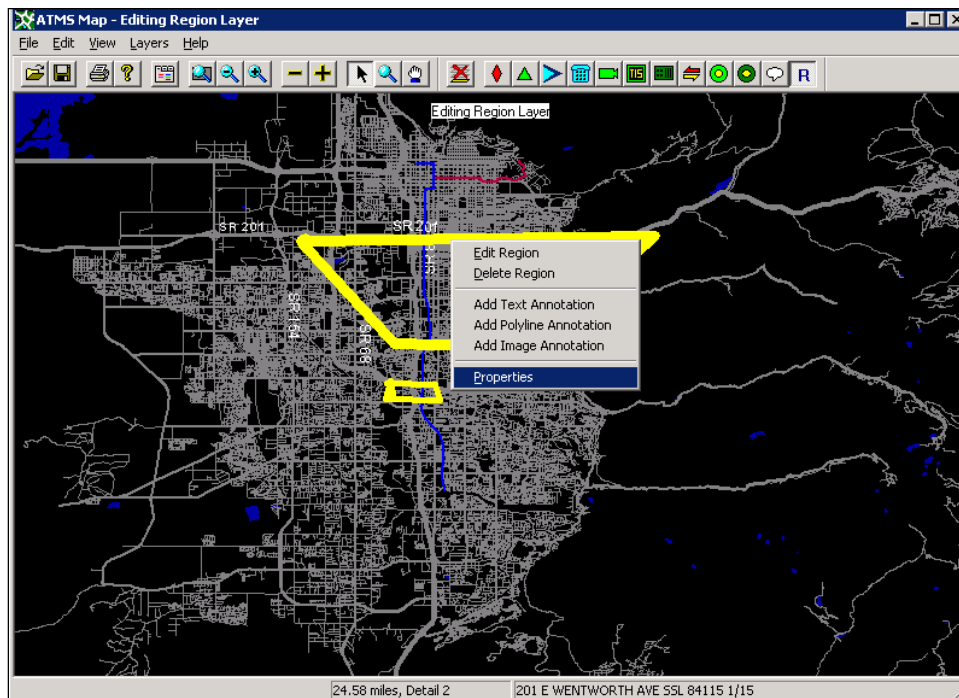 ATMS Map - Editing Region Layer
File Edit View Layers Help
TIS
R
Editing Region Layer
SR 201
SR 201
SR 154
SR 68
Edit Region
Delete Region
Add Text Annotation
Add Polyline Annotation
Add Image Annotation
Properties
24.58 miles, Detail 2
201 E WENTWORTH AVE SSL 84115 1/15